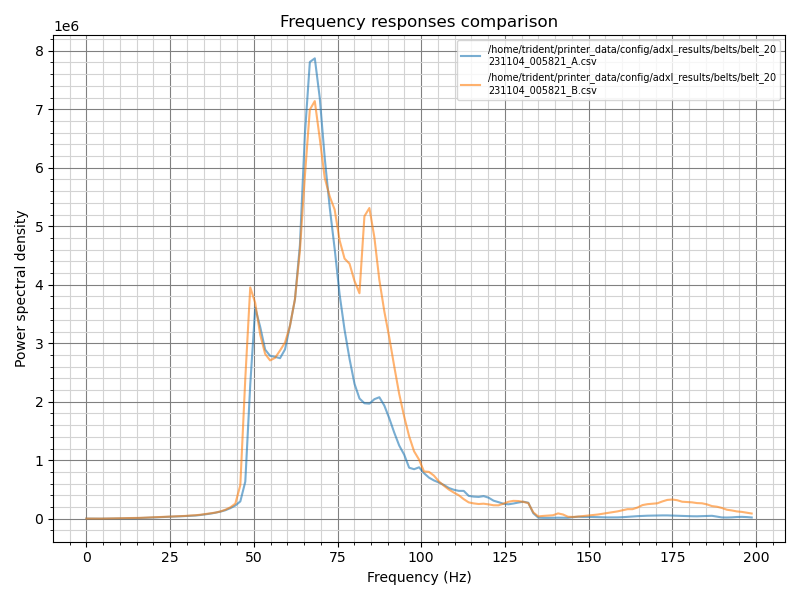 Frequency responses comparison
1e6
/home/trident/printer_data/config/adxl_results/belts/belt_20
231104_005821_A.csv
/home/trident/printer_data/config/adxl_results/belts/belt_20
231104_005821_B.csv
8
7
6
5
4
3
2
1
0
Power spectral density
0 25 50 75 100 125 150 175 200
Frequency (Hz)